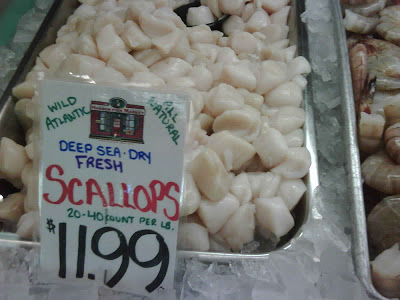 WILD ATLANTIC
ALL NATURAL
DEEP SEA-DRY
FRESH
SCALLOPS
20-40 COUNT PER LB.
$11.99